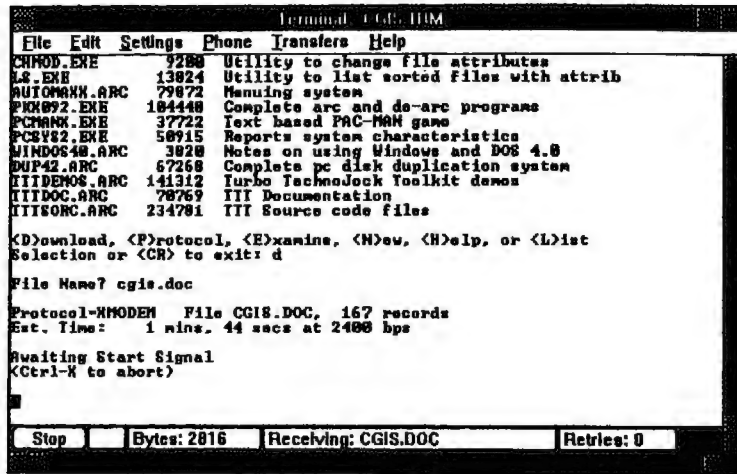 Terminal - CGIS.TRM
File Edit Settings Phone Transfers Help
CHMOD.EXE 9280 Utility to change file attributes
LS.EXE 13824 Utility to list sorted files with attrib
AUTOMAXX.ARC 79872 Menuing system
PKX092.EXE 104448 Complete arc and de-arc programs
PCMANX.EXE 37722 Text based PAC-MAN game
PCSYS2.EXE 50915 Reports system characteristics
WINDOS40.ARC 3820 Notes on using Windows and DOS 4.0
DUP42.ARC 67268 Complete pc disk duplication system
TTTDEMOS.ARC 141312 Turbo TechnoJock Toolkit demos
TTTDOC.ARC 70769 TTT Documentation
TTTSORC.ARC 234781 TTT Source code files
<D>ownload, <P>rotocol, <E>xamine, <N>ew, <H>elp, or <L>ist
Selection or <CR> to exit: d
File Name? cgis.doc
Protocol-XMODEM File CGIS.DOC, 167 records
Est. Time: 1 mins, 44 secs at 2400 bps
Awaiting Start Signal
<Ctrl-X to abort>
Stop Bytes: 2816 Receiving: CGIS.DOC Retries: 0